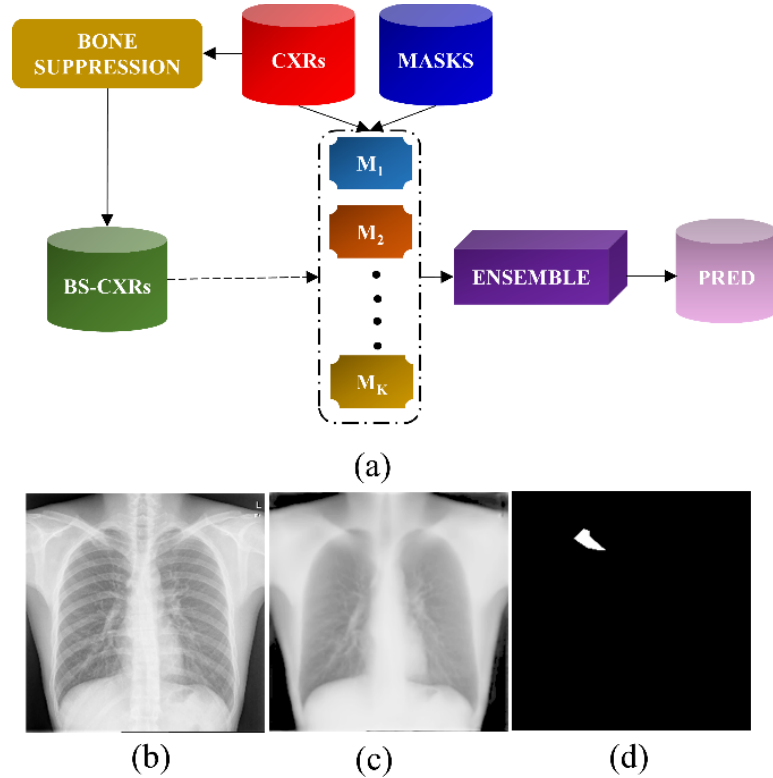 BONE
SUPPRESSION
CXRs
MASKS
M1
M2
BS-CXRs
ENSEMBLE
PRED
MK
(a)
L
(b)
(c)
(d)